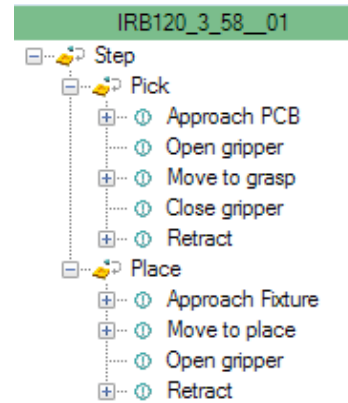 IRB120_3_58__01
Step
Pick
Approach PCB
Open gripper
Move to grasp
Close gripper
Retract
Place
Approach Fixture
Move to place
Open gripper
Retract